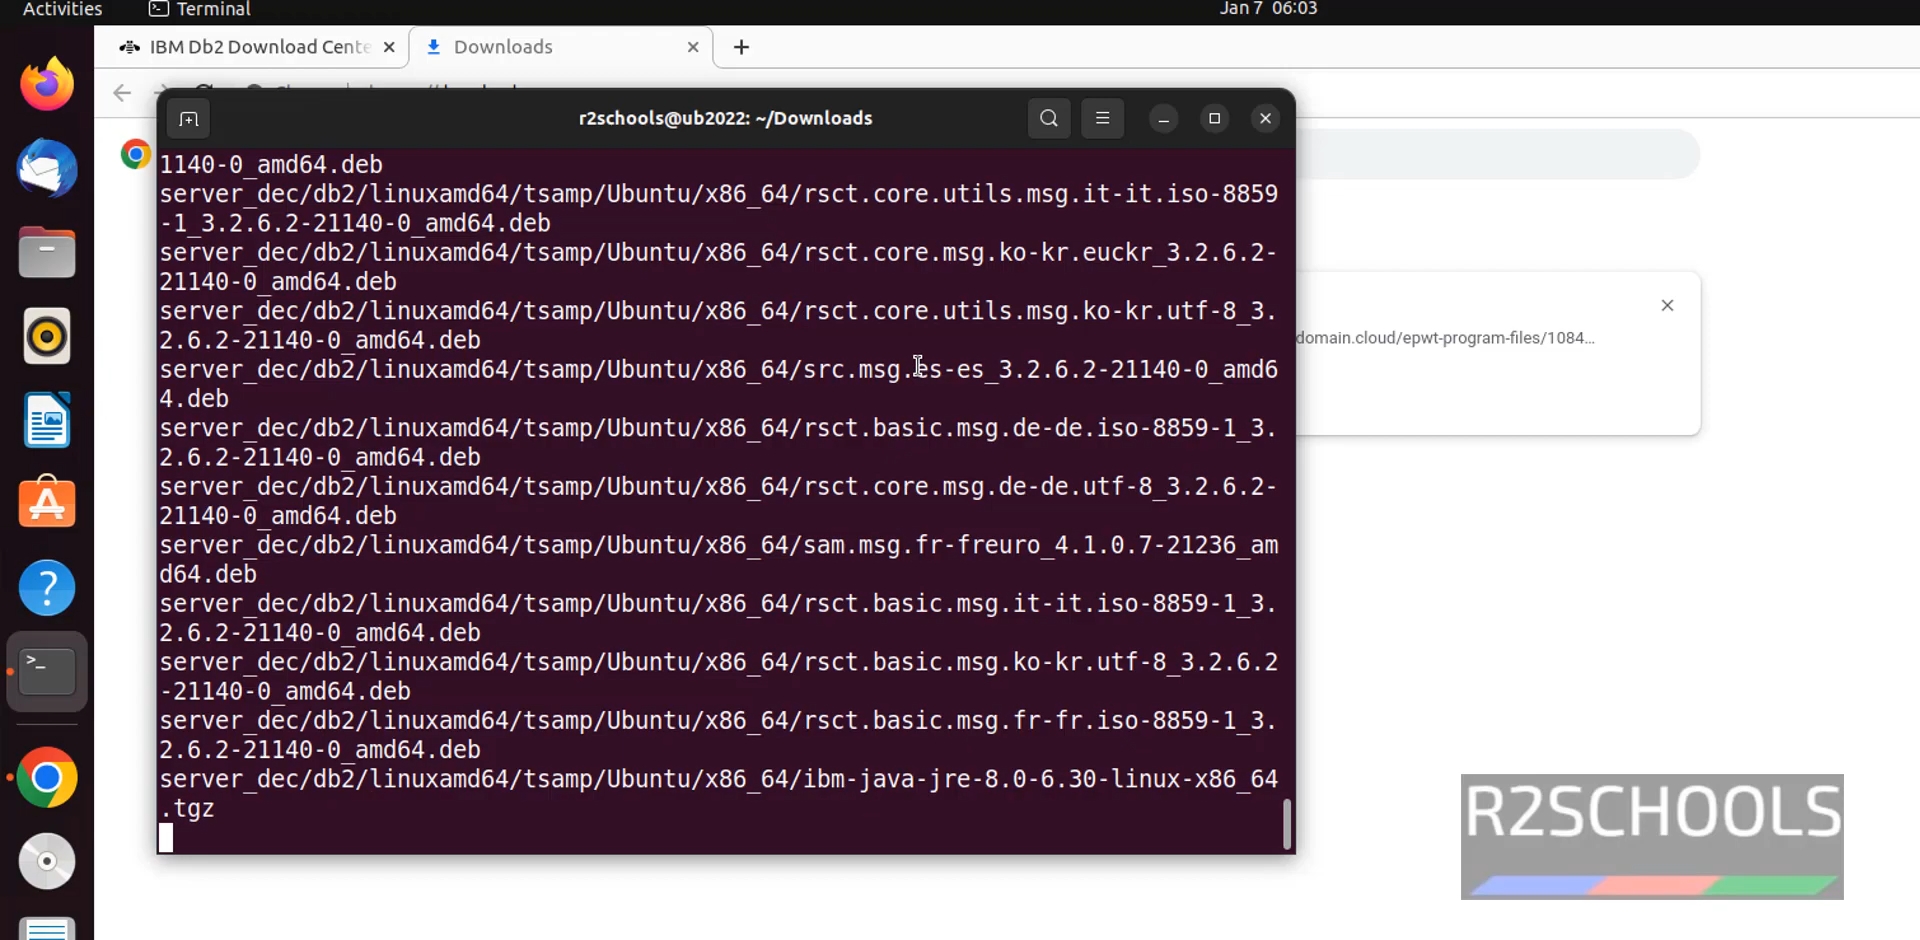 Activities Terminal Jan 7 06:03
IBM Db2 Download Cente Downloads
r2schools@ub2022: ~/Downloads
1140-0_amd64.deb
server_dec/db2/linuxamd64/tsamp/Ubuntu/x86_64/rsct.core.utils.msg.it-it.iso-8859
-1_3.2.6.2-21140-0_amd64.deb
server_dec/db2/linuxamd64/tsamp/Ubuntu/x86_64/rsct.core.msg.ko-kr.euckr_3.2.6.2-
21140-0_amd64.deb
server_dec/db2/linuxamd64/tsamp/Ubuntu/x86_64/rsct.core.utils.msg.ko-kr.utf-8_3.
2.6.2-21140-0_amd64.deb
server_dec/db2/linuxamd64/tsamp/Ubuntu/x86_64/src.msg.es-es_3.2.6.2-21140-0_amd6
4.deb
server_dec/db2/linuxamd64/tsamp/Ubuntu/x86_64/rsct.basic.msg.de-de.iso-8859-1_3.
2.6.2-21140-0_amd64.deb
server_dec/db2/linuxamd64/tsamp/Ubuntu/x86_64/rsct.core.msg.de-de.utf-8_3.2.6.2-
21140-0_amd64.deb
server_dec/db2/linuxamd64/tsamp/Ubuntu/x86_64/sam.msg.fr-freuro_4.1.0.7-21236_am
d64.deb
server_dec/db2/linuxamd64/tsamp/Ubuntu/x86_64/rsct.basic.msg.it-it.iso-8859-1_3.
2.6.2-21140-0_amd64.deb
server_dec/db2/linuxamd64/tsamp/Ubuntu/x86_64/rsct.basic.msg.ko-kr.utf-8_3.2.6.2
-21140-0_amd64.deb
server_dec/db2/linuxamd64/tsamp/Ubuntu/x86_64/rsct.basic.msg.fr-fr.iso-8859-1_3.
2.6.2-21140-0_amd64.deb
server_dec/db2/linuxamd64/tsamp/Ubuntu/x86_64/ibm-java-jre-8.0-6.30-linux-x86_64
.tgz
domain.cloud/epwt-program-files/1084...
R2SCHOOLS